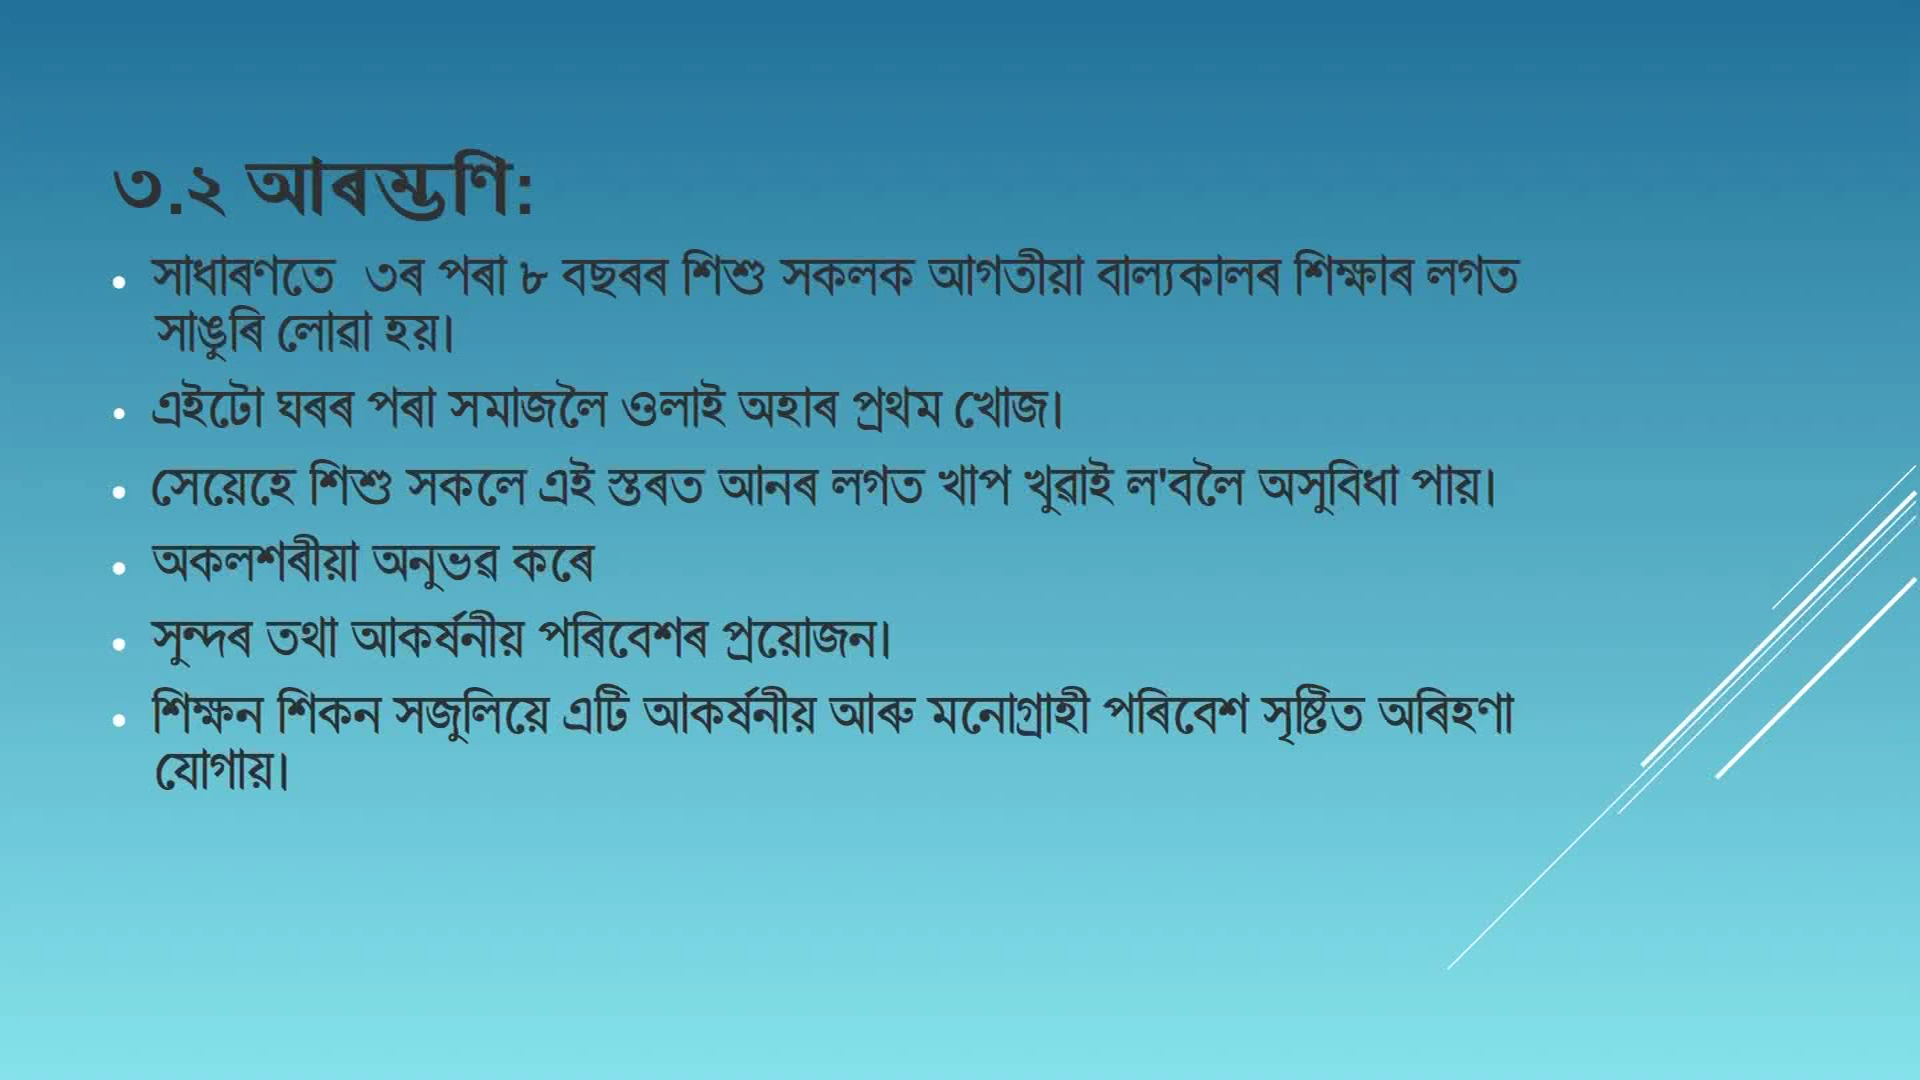 ৩.২ আৰম্ভণি:
• সাধাৰণতে ৩ৰ পৰা ৮ বছৰৰ শিশু সকলক আগতীয়া বাল্যকালৰ শিক্ষাৰ লগত
সাঙুৰি লোৱা হয়।
• এইটো ঘৰৰ পৰা সমাজলৈ ওলাই অহাৰ প্ৰথম খোজ।
• সেয়েহে শিশু সকলে এই স্তৰত আনৰ লগত খাপ খুৱাই ল'বলৈ অসুবিধা পায়।
• অকলশৰীয়া অনুভৱ কৰে
• সুন্দৰ তথা আকৰ্ষনীয় পৰিবেশৰ প্ৰয়োজন।
• শিক্ষন শিকন সজুলিয়ে এটি আকৰ্ষনীয় আৰু মনোগ্ৰাহী পৰিবেশ সৃষ্টিত অৰিহণা
যোগায়।